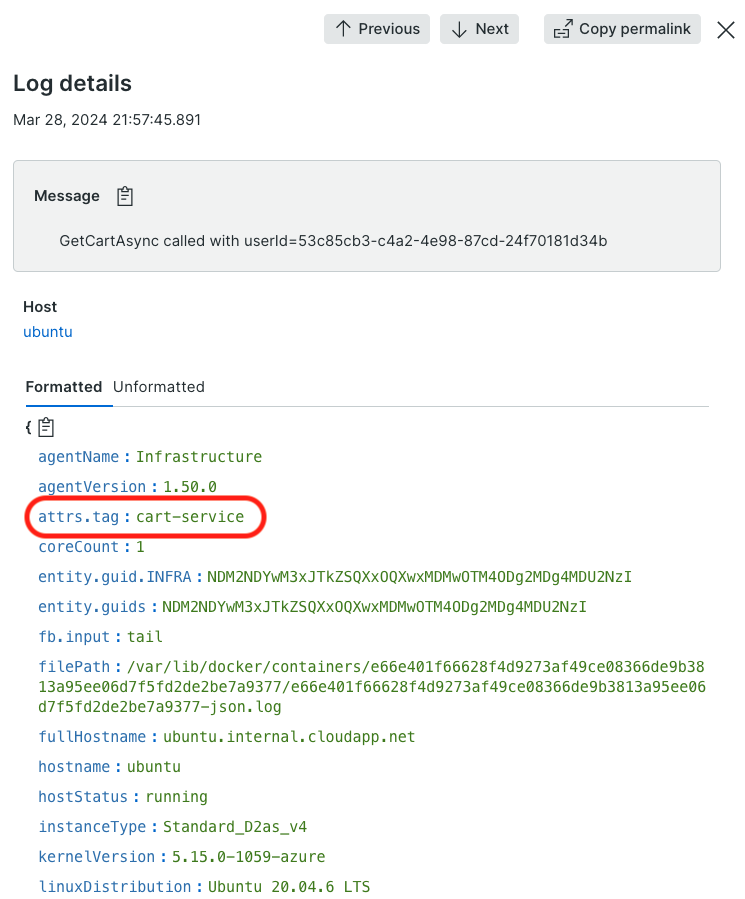 Previous Next Copy permalink
Log details
Mar 28, 2024 21:57:45.891
Message
GetCartAsync called with userId=53c85cb3-c4a2-4e98-87cd-24f70181d34b
Host
ubuntu
Formatted Unformatted
{
agentName : Infrastructure
agentVersion : 1.50.0
attrs.tag : cart-service
coreCount : 1
entity.guid.INFRA : NDM2NDYwM3xJTkZSQXxOQXwxMDMwOTM4ODg2MDg4MDU2NzI
entity.guids : NDM2NDYwM3xJTkZSQXxOQXwxMDMwOTM4ODg2MDg4MDU2NzI
fb.input : tail
filePath : /var/lib/docker/containers/e66e401f66628f4d9273af49ce08366de9b38
13a95ee06d7f5fd2de2be7a9377/e66e401f66628f4d9273af49ce08366de9b3813a95ee06
d7f5fd2de2be7a9377-json.log
fullHostname : ubuntu.internal.cloudapp.net
hostname : ubuntu
hostStatus : running
instanceType : Standard_D2as_v4
kernelVersion : 5.15.0-1059-azure
linuxDistribution : Ubuntu 20.04.6 LTS